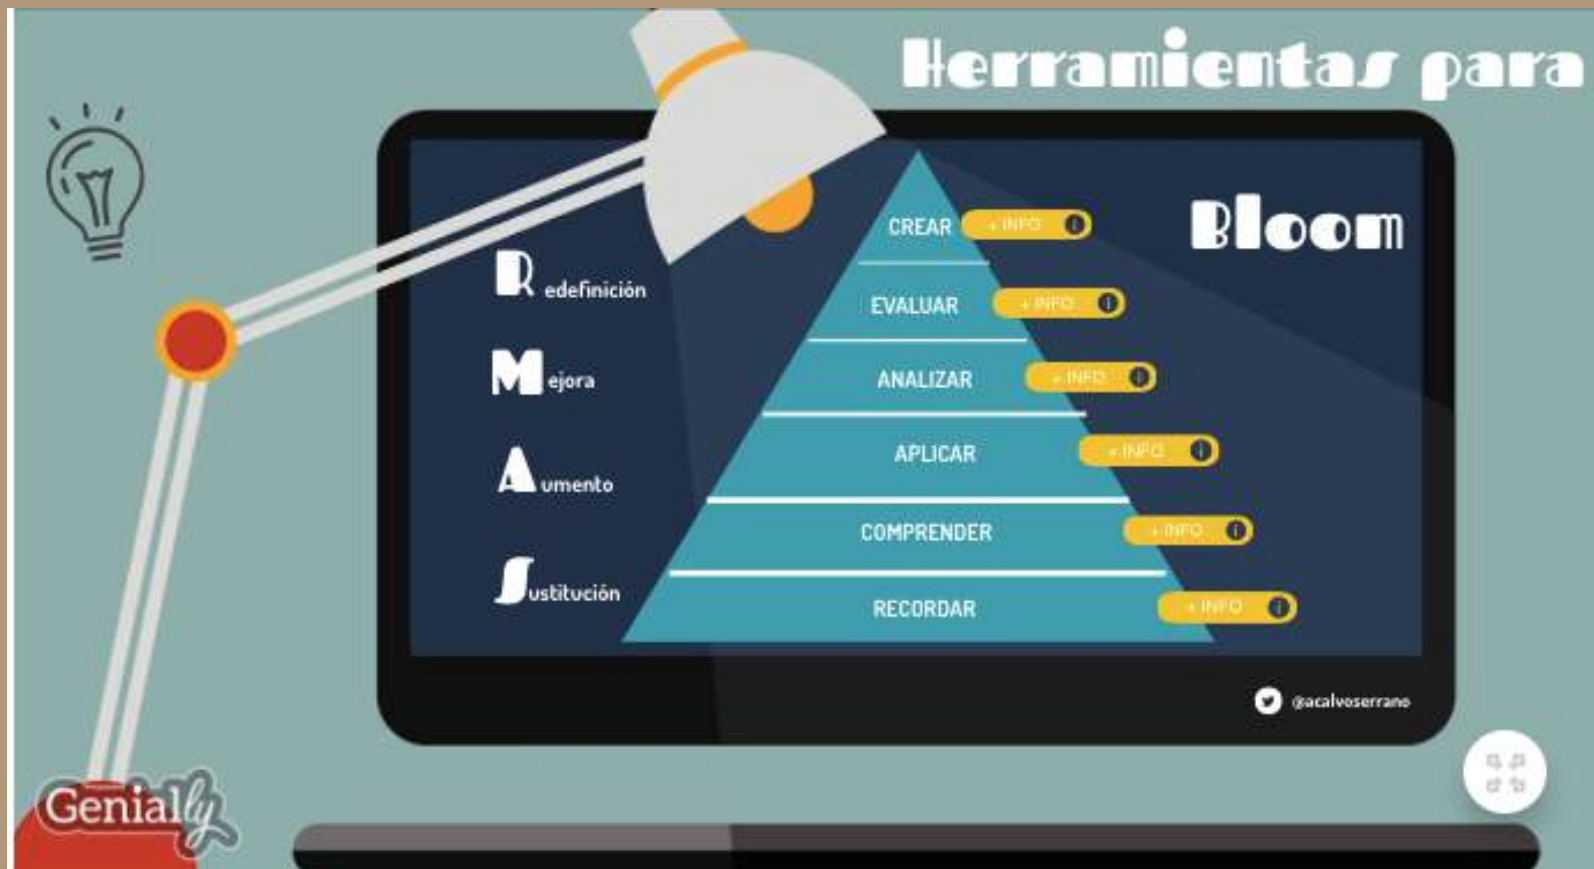 Herramientas para
Bloom
Redefinición
Mejora
Aumento
Sustitución
CREAR
+ INFO i
EVALUAR
+ INFO i
ANALIZAR
+ INFO i
APLICAR
+ INFO i
COMPRENDER
+ INFO i
RECORDAR
+ INFO i
@acalvoserrano
Genially